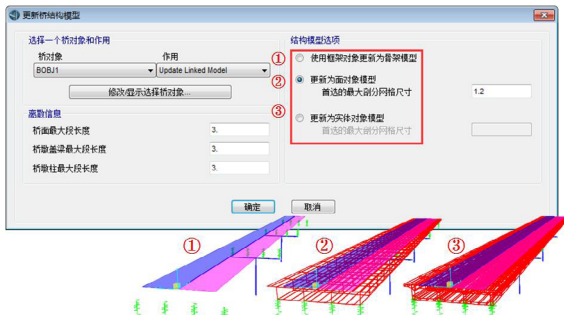 更新桥结构模型
选择一个桥对象和作用
桥对象
作用
BOBJ1
Update Linked Model
修改/显示选择桥对象...
离散信息
桥面最大段长度
3.
桥墩盖梁最大段长度
3.
桥墩柱最大段长度
3.
结构模型选项
① 使用框架对象更新为骨架模型
② 更新为面对象模型
首选的最大剖分网格尺寸
1.2
③ 更新为实体对象模型
首选的最大剖分网格尺寸
确定
取消
① ② ③